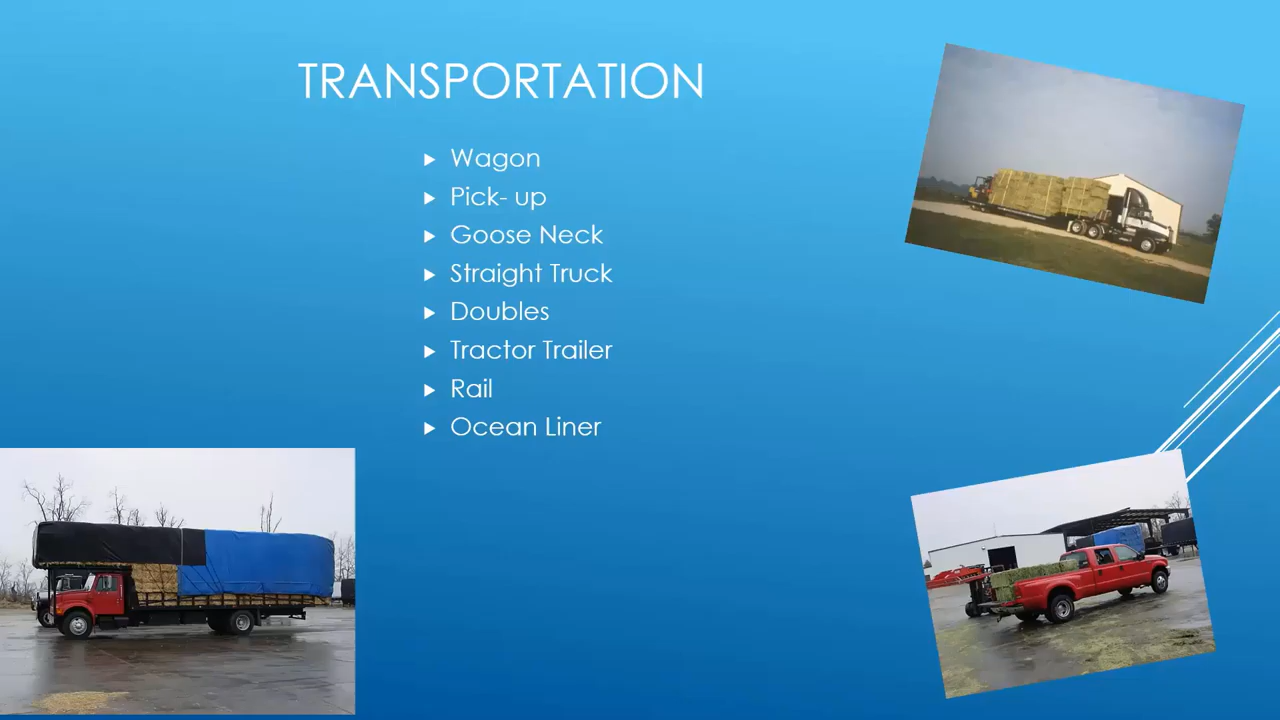 TRANSPORTATION
Wagon
Pick- up
Goose Neck
Straight Truck
Doubles
Tractor Trailer
Rail
Ocean Liner